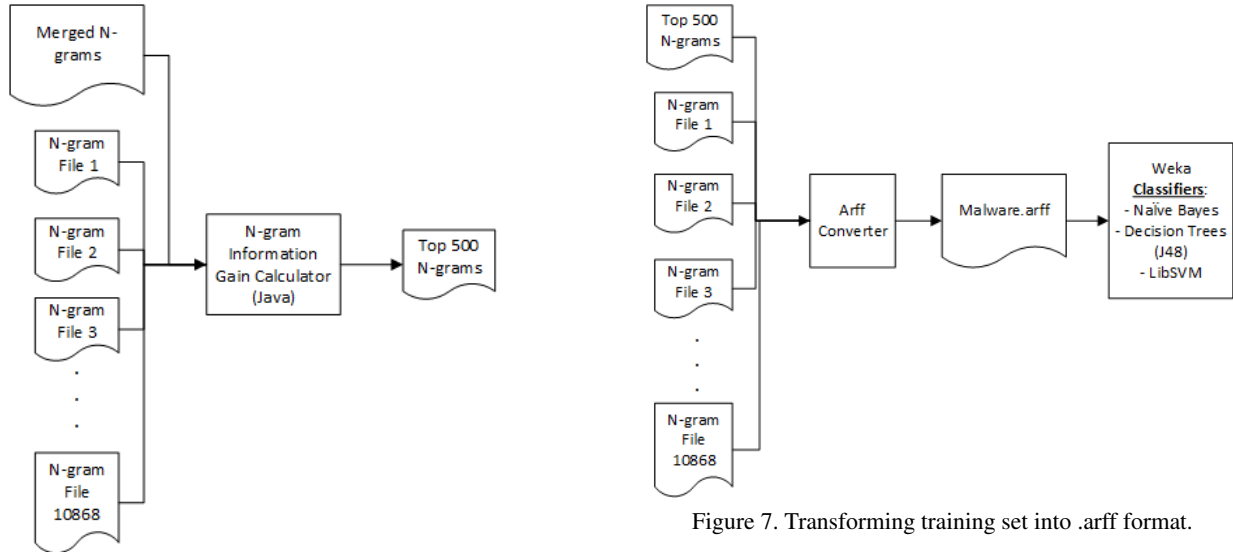 Merged N-
grams
N-gram
File 1
N-gram
File 2
N-gram
File 3
.
.
.
N-gram
File
10868
N-gram
Information
Gain Calculator
(Java)
Top 500
N-grams
Top 500
N-grams
N-gram
File 1
N-gram
File 2
N-gram
File 3
.
.
.
N-gram
File
10868
Arff
Converter
Malware.arff
Weka
Classifiers:
- Naïve Bayes
- Decision Trees
(J48)
- LibSVM
Figure 7. Transforming training set into .arff format.